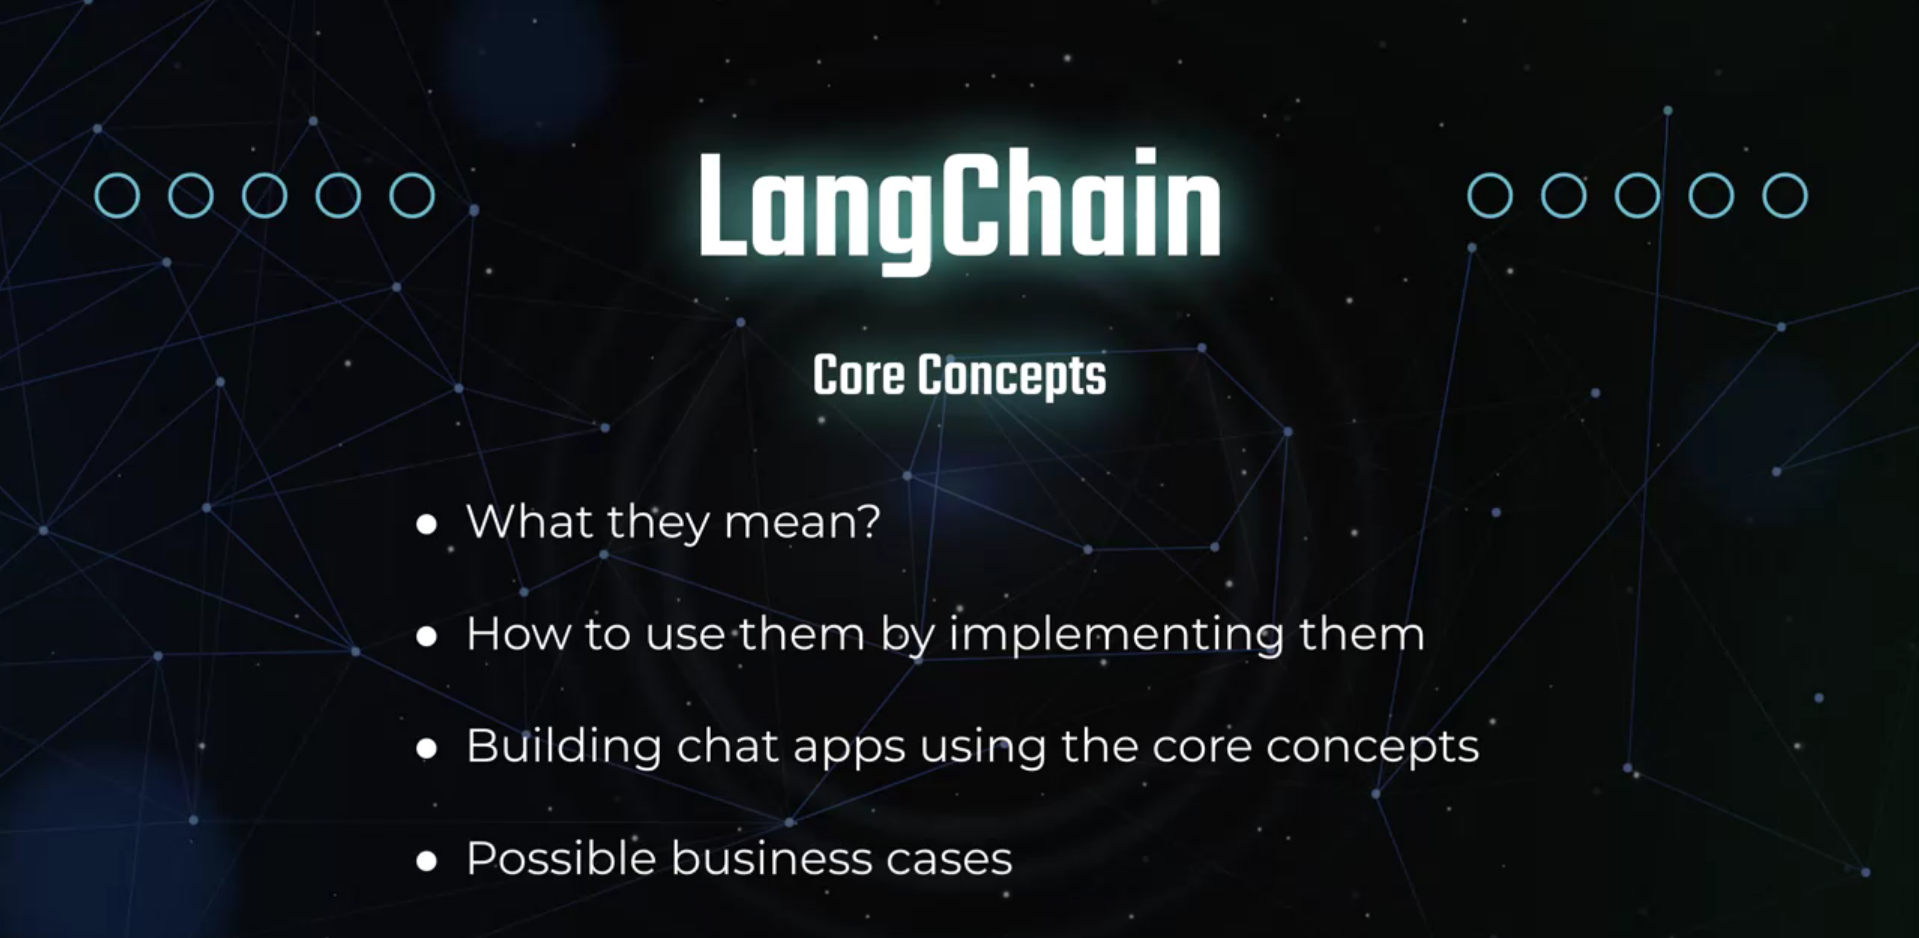 LangChain
Core Concepts
● What they mean?
● How to use them by implementing them
● Building chat apps using the core concepts
● Possible business cases